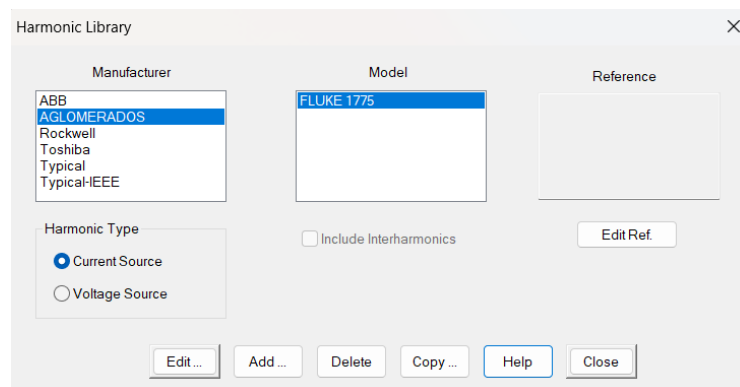 Harmonic Library
Manufacturer
Model
Reference
ABB
AGLOMERADOS
Rockwell
Toshiba
Typical
Typical-IEEE
FLUKE 1775
Harmonic Type
Current Source
Voltage Source
Include Interharmonics
Edit Ref.
Edit ...
Add ...
Delete
Copy ...
Help
Close